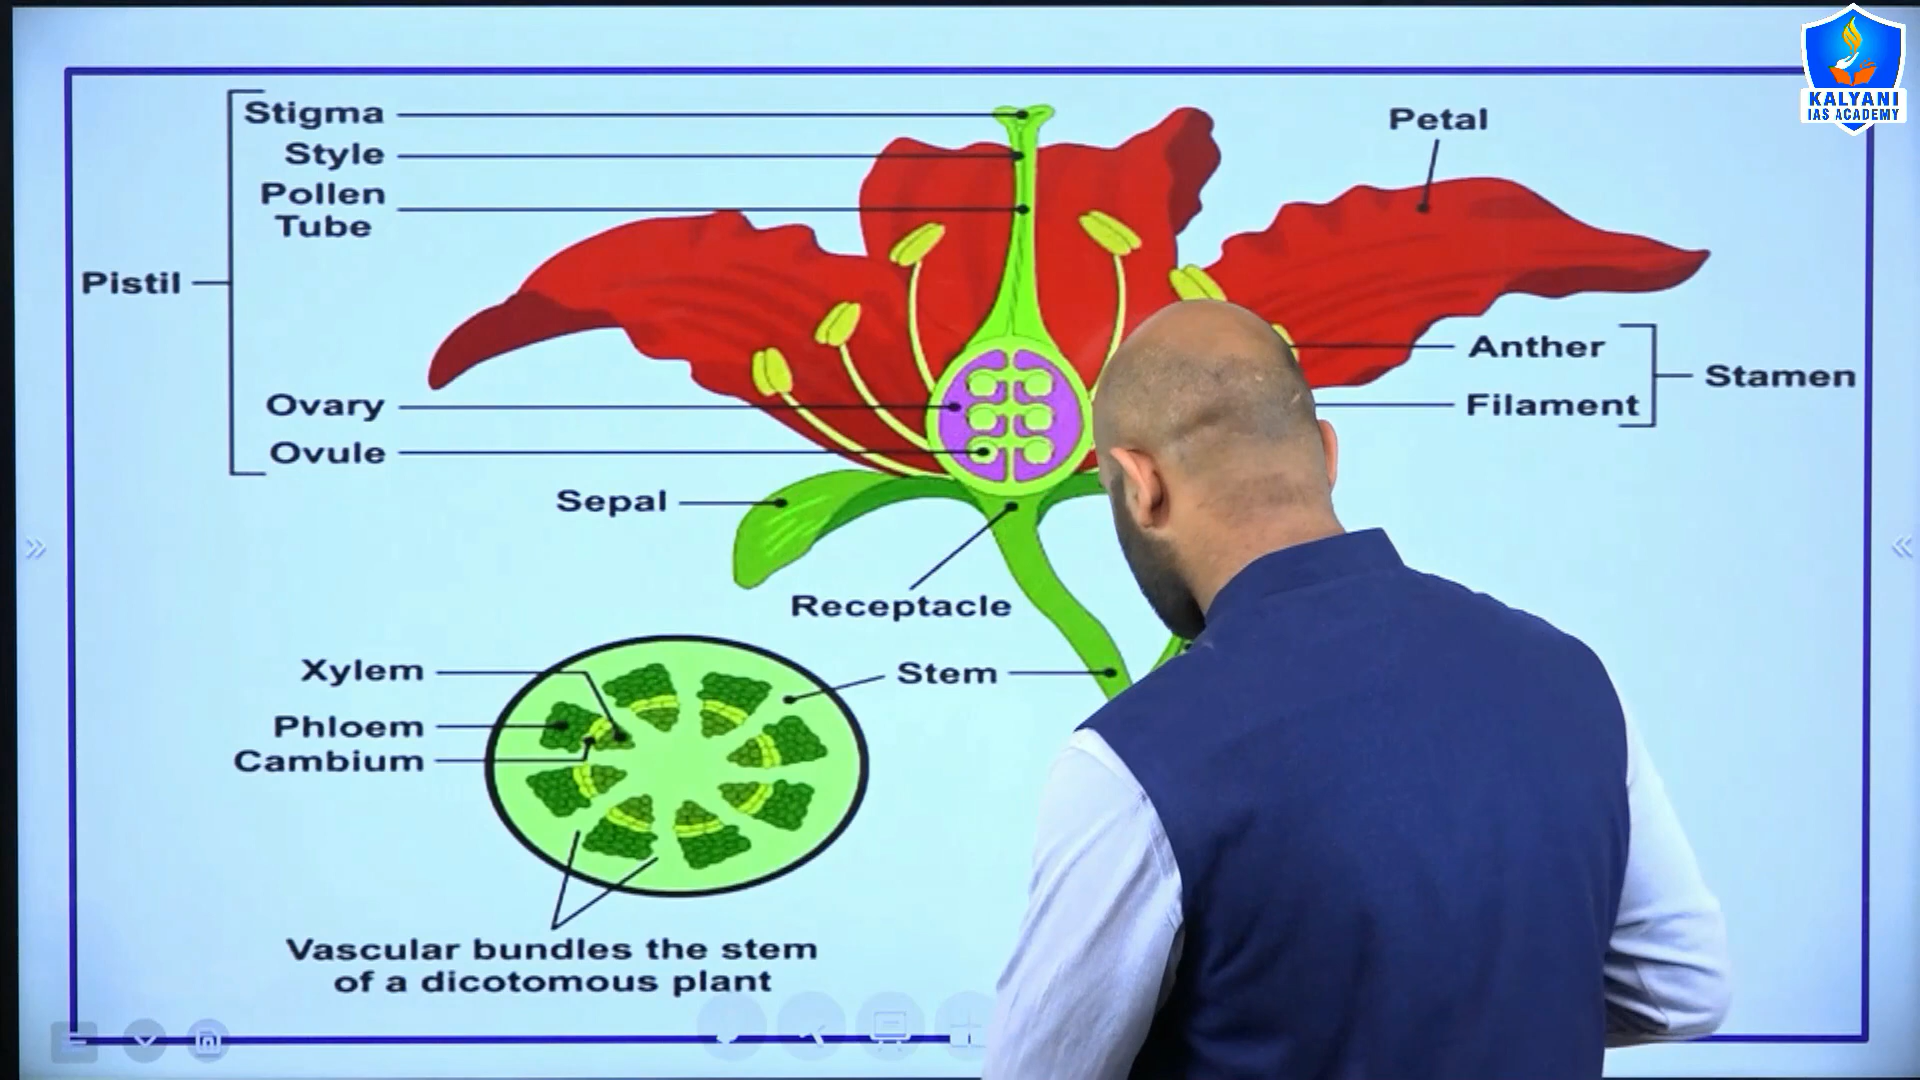 KALYANI
IAS ACADEMY
Stigma
Style
Pollen
Tube
Pistil
Ovary
Ovule
Sepal
Receptacle
Petal
Anther
Filament
Stamen
Xylem
Phloem
Cambium
Stem
Vascular bundles the stem
of a dicotomous plant